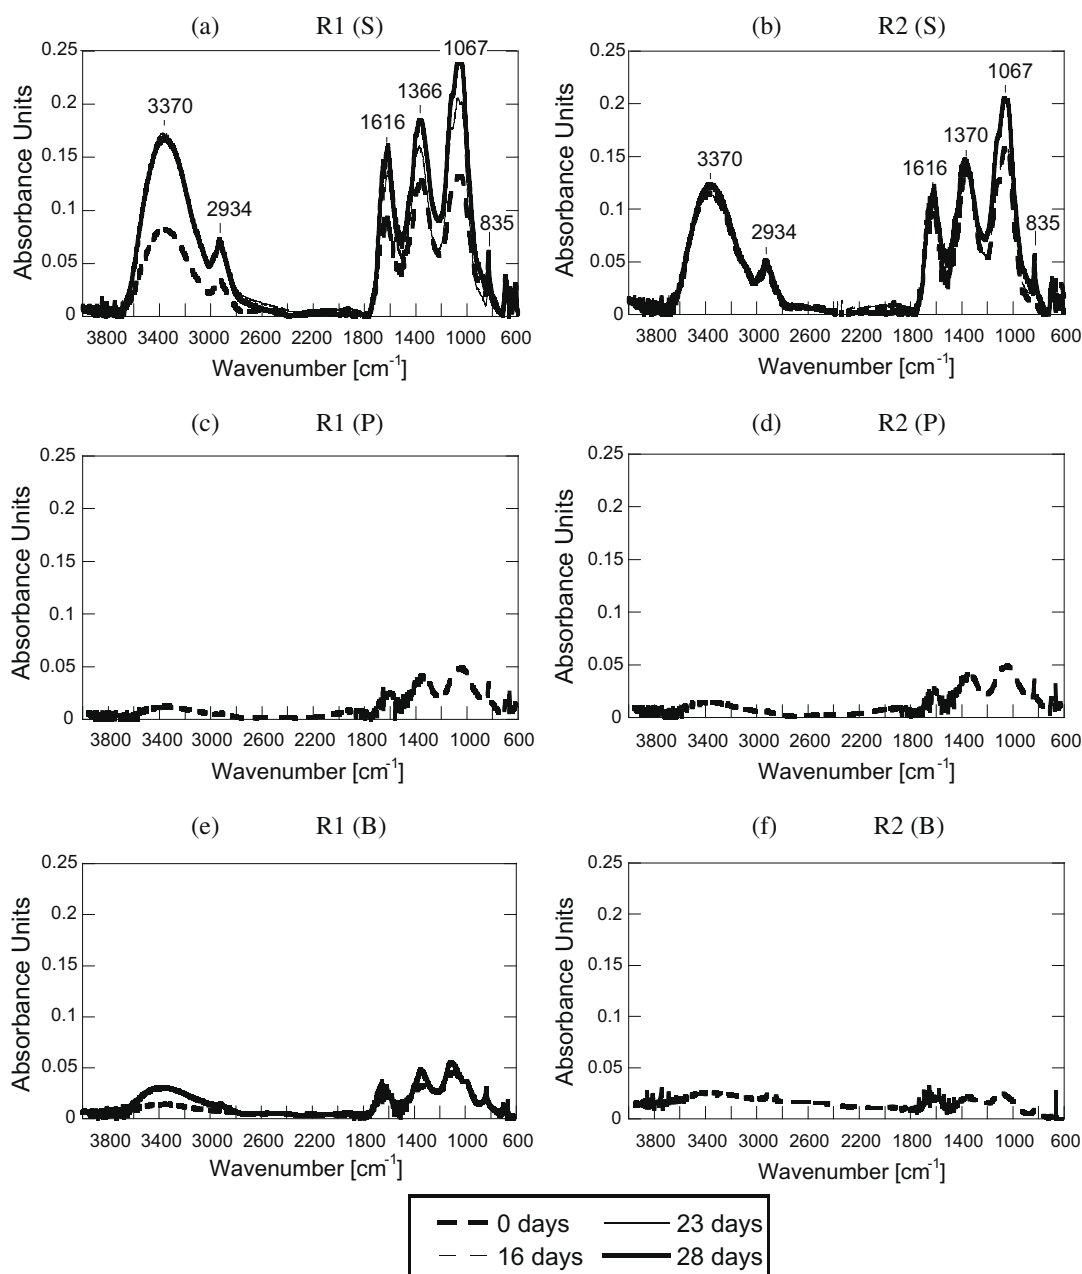 (a) R1 (S)
(b) R2 (S)
0.25
0.2
0.15
0.1
0.05
0
Absorbance Units
3370
2934
1616
1366
1067
835
3800 3400 3000 2600 2200 1800 1400 1000 600
Wavenumber [cm-1]
0.25
0.2
0.15
0.1
0.05
0
Absorbance Units
3370
2934
1616
1370
1067
835
3800 3400 3000 2600 2200 1800 1400 1000 600
Wavenumber [cm-1]
(c) R1 (P)
(d) R2 (P)
0.25
0.2
0.15
0.1
0.05
0
Absorbance Units
3800 3400 3000 2600 2200 1800 1400 1000 600
Wavenumber [cm-1]
0.25
0.2
0.15
0.1
0.05
0
Absorbance Units
3800 3400 3000 2600 2200 1800 1400 1000 600
Wavenumber [cm-1]
(e) R1 (B)
(f) R2 (B)
0.25
0.2
0.15
0.1
0.05
0
Absorbance Units
3800 3400 3000 2600 2200 1800 1400 1000 600
Wavenumber [cm-1]
0.25
0.2
0.15
0.1
0.05
0
Absorbance Units
3800 3400 3000 2600 2200 1800 1400 1000 600
Wavenumber [cm-1]
0 days 23 days
16 days 28 days